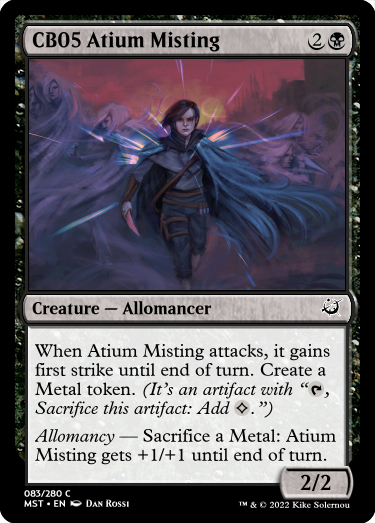 CB05 Atium Misting 2
Creature — Allomancer
When Atium Misting attacks, it gains
first strike until end of turn. Create a
Metal token. (It's an artifact with “,
Sacrifice this artifact: Add .”)
Allomancy — Sacrifice a Metal: Atium
Misting gets +1/+1 until end of turn.
2/2
083/280 C
MST • EN DAN ROSSI
™ & © 2022 Kike Solernou